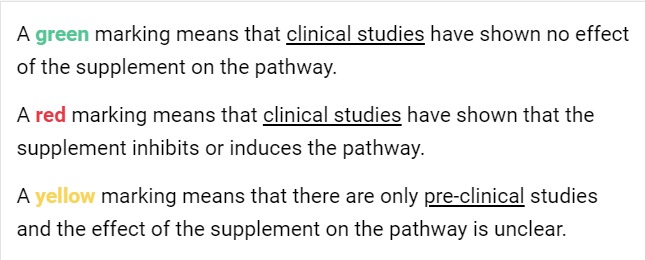 A green marking means that clinical studies have shown no effect
of the supplement on the pathway.
A red marking means that clinical studies have shown that the
supplement inhibits or induces the pathway.
A yellow marking means that there are only pre-clinical studies
and the effect of the supplement on the pathway is unclear.